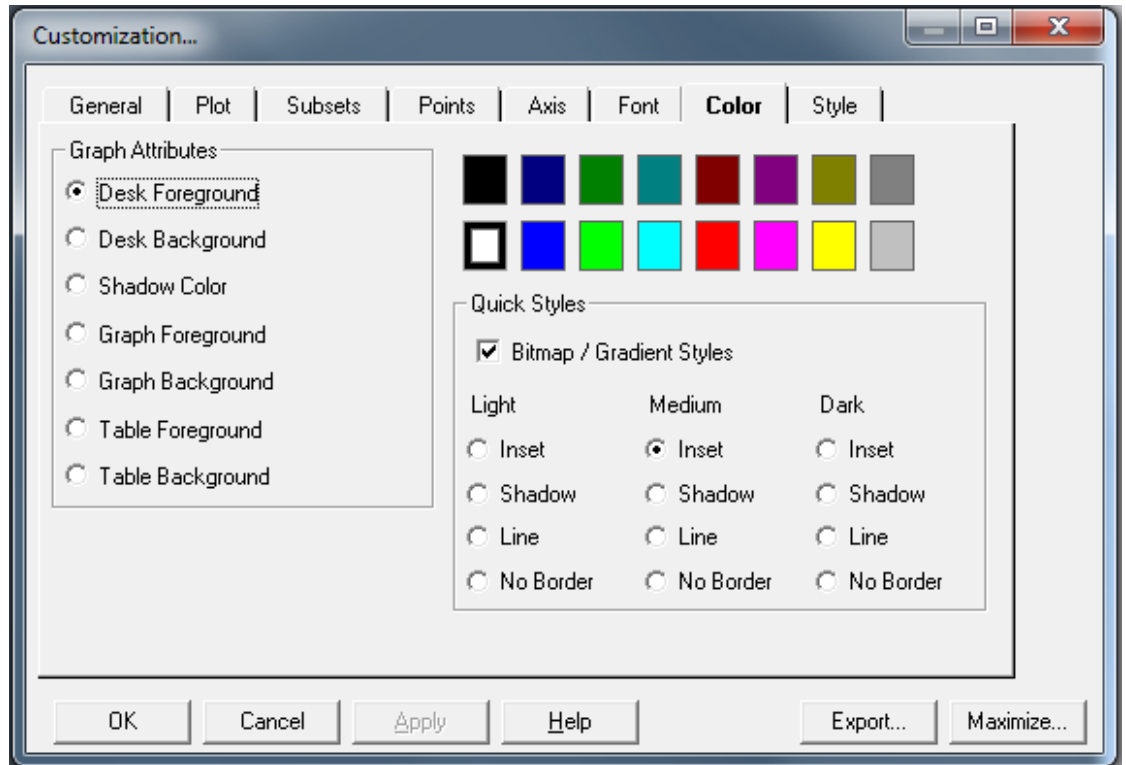 Customization...
General Plot Subsets Points Axis Font Color Style
Graph Attributes
Desk Foreground
Desk Background
Shadow Color
Graph Foreground
Graph Background
Table Foreground
Table Background
Quick Styles
Bitmap / Gradient Styles
Light Medium Dark
Inset Inset Inset
Shadow Shadow Shadow
Line Line Line
No Border No Border No Border
OK Cancel Apply Help Export... Maximize...